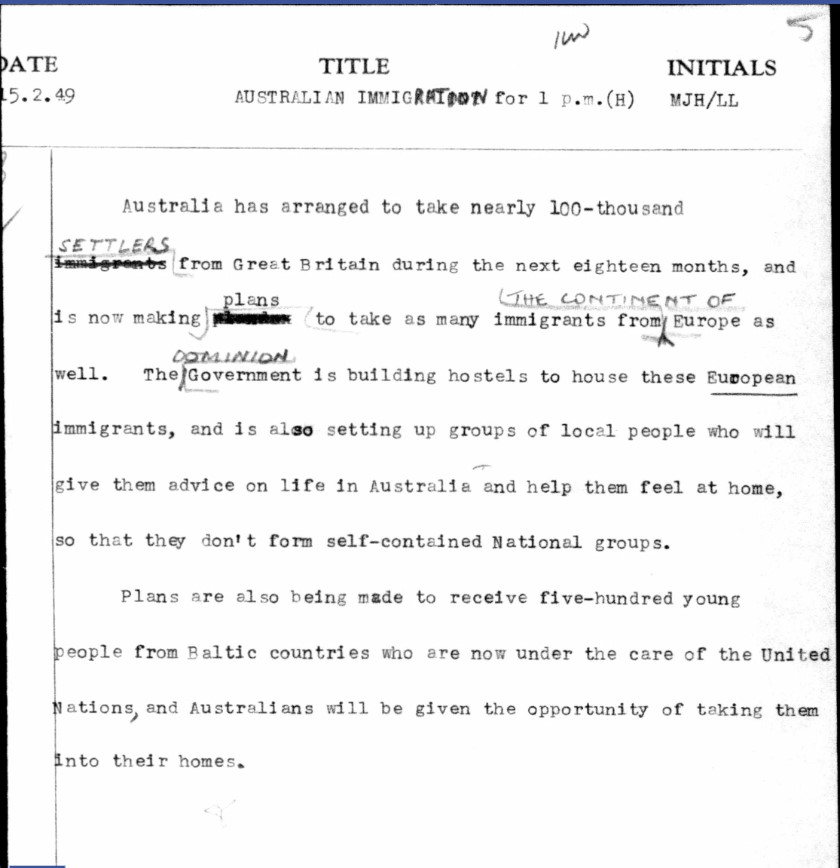 5
DATE TITLE INITIALS
15.2.49 AUSTRALIAN IMMIGRATION for 1 p.m.(H) MJH/LL
Australia has arranged to take nearly 100-thousand
SETTLERS
immigrants from Great Britain during the next eighteen months, and
plans THE CONTINENT OF
is now making to take as many immigrants from Europe as
DOMINION
well. The Government is building hostels to house these European
immigrants, and is also setting up groups of local people who will
give them advice on life in Australia and help them feel at home,
so that they don't form self-contained National groups.
Plans are also being made to receive five-hundred young
people from Baltic countries who are now under the care of the United
Nations, and Australians will be given the opportunity of taking them
into their homes.